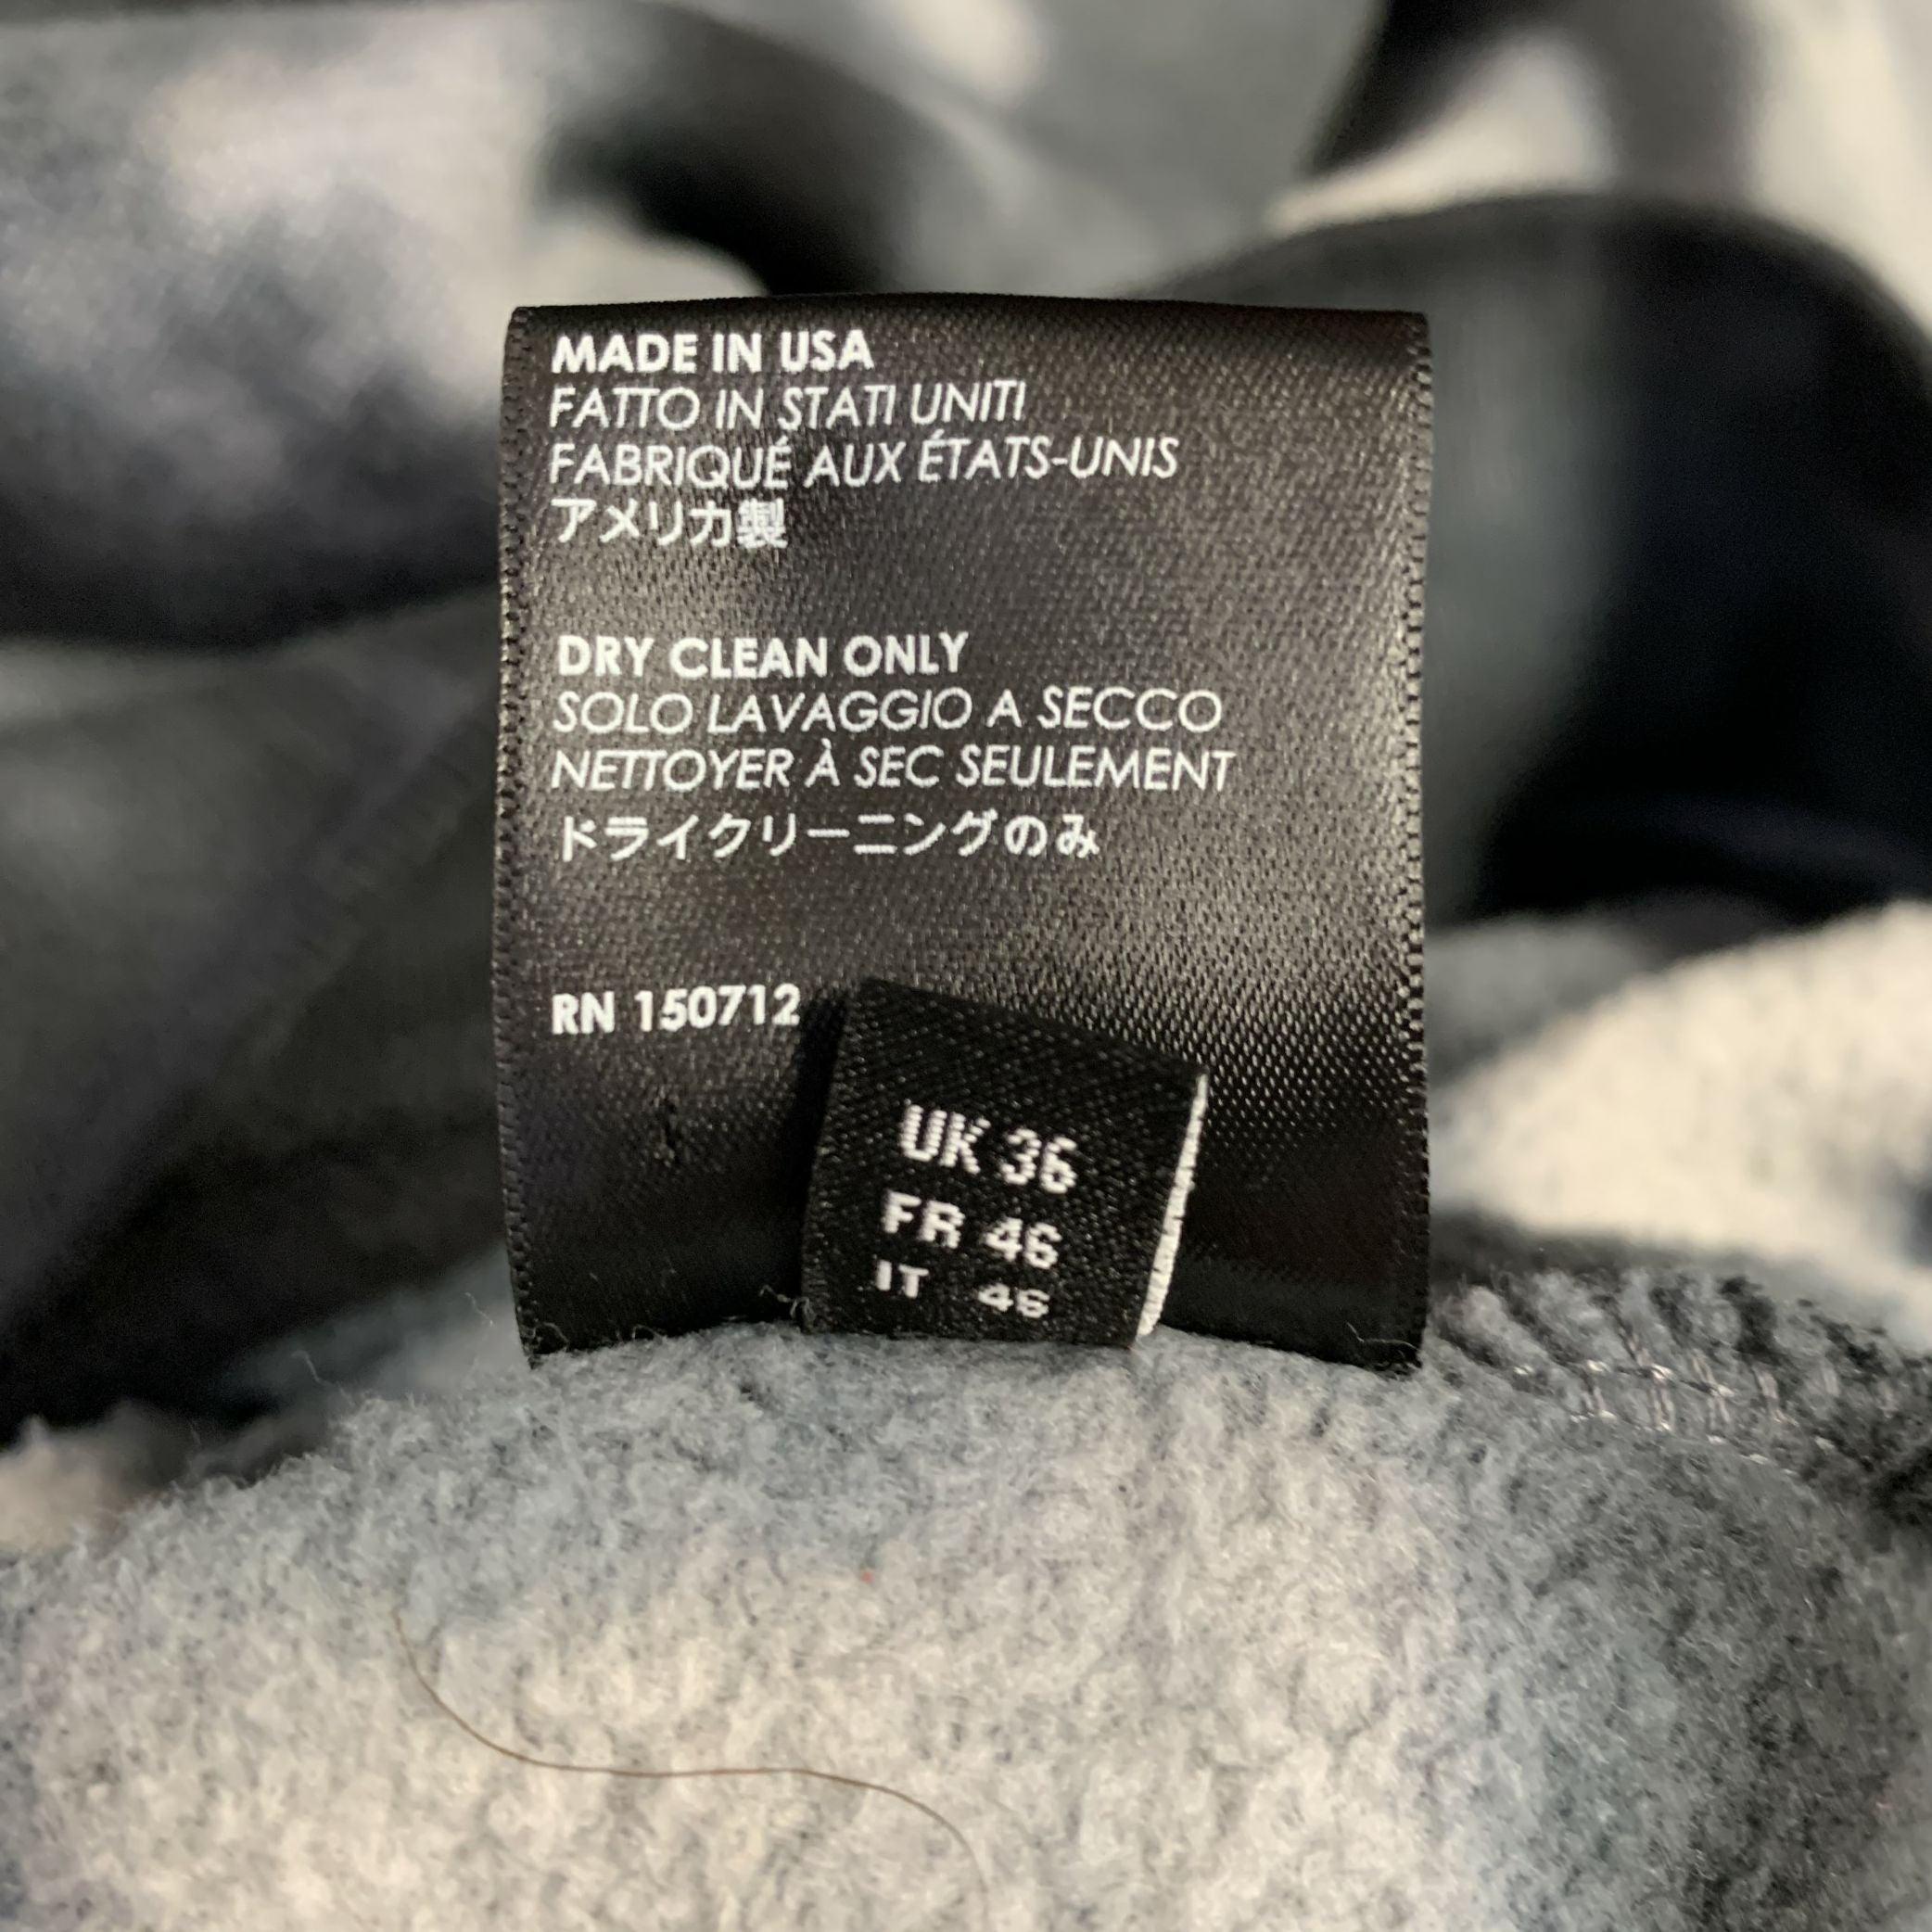 MADE IN USA
FATTO IN STATI UNITI
FABRIQUÉ AUX ÉTATS-UNIS
アメリカ製
DRY CLEAN ONLY
SOLO LAVAGGIO A SECCO
NETTOYER À SEC SEULEMENT
ドライクリーニングのみ
RN 150712
UK 36
FR 46
IT 46